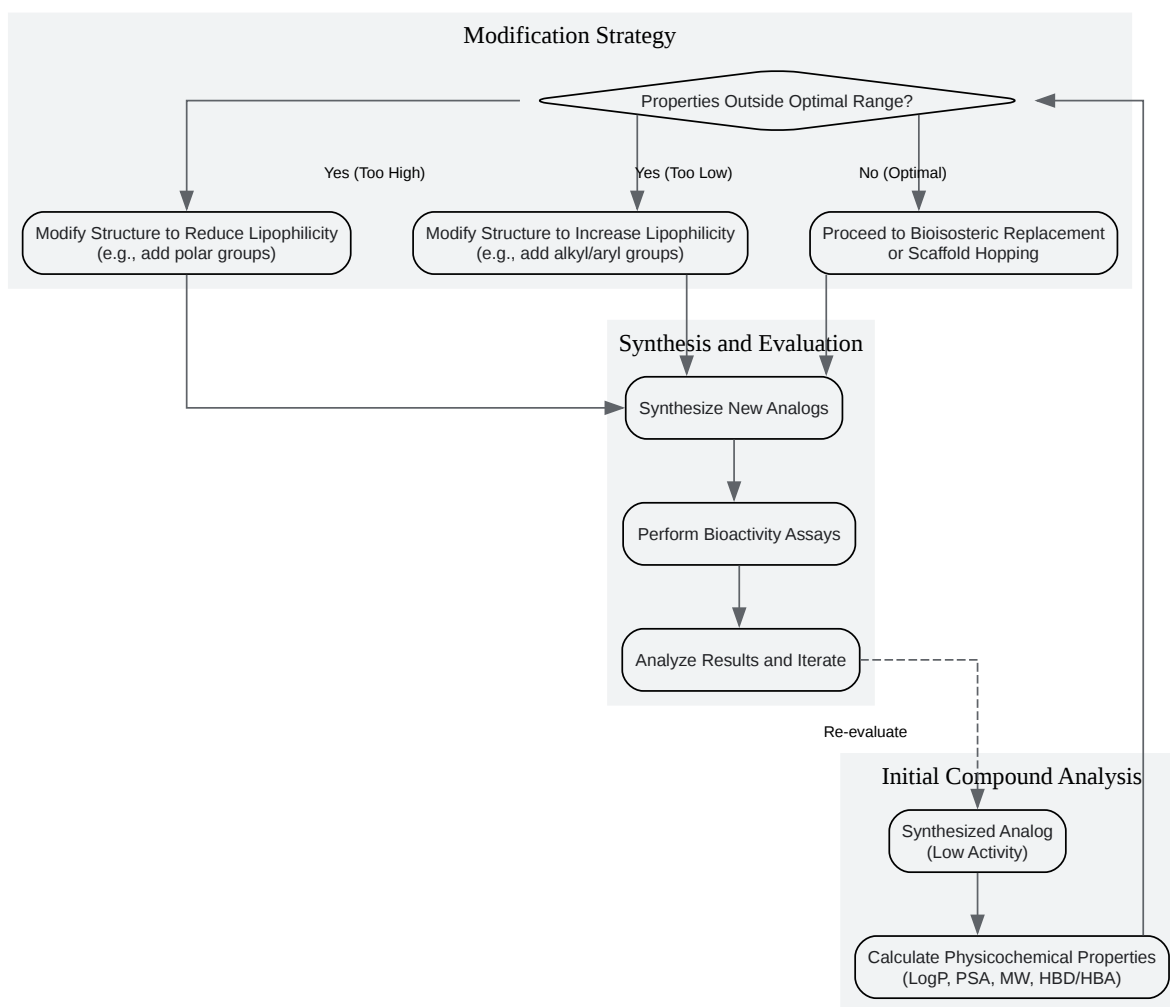 Modification Strategy
Properties Outside Optimal Range?
Yes (Too High)
Yes (Too Low)
No (Optimal)
Modify Structure to Reduce Lipophilicity
(e.g., add polar groups)
Modify Structure to Increase Lipophilicity
(e.g., add alkyl/aryl groups)
Proceed to Bioisosteric Replacement
or Scaffold Hopping
Synthesis and Evaluation
Synthesize New Analogs
Perform Bioactivity Assays
Analyze Results and Iterate
Re-evaluate
Initial Compound Analysis
Synthesized Analog
(Low Activity)
Calculate Physicochemical Properties
(LogP, PSA, MW, HBD/HBA)